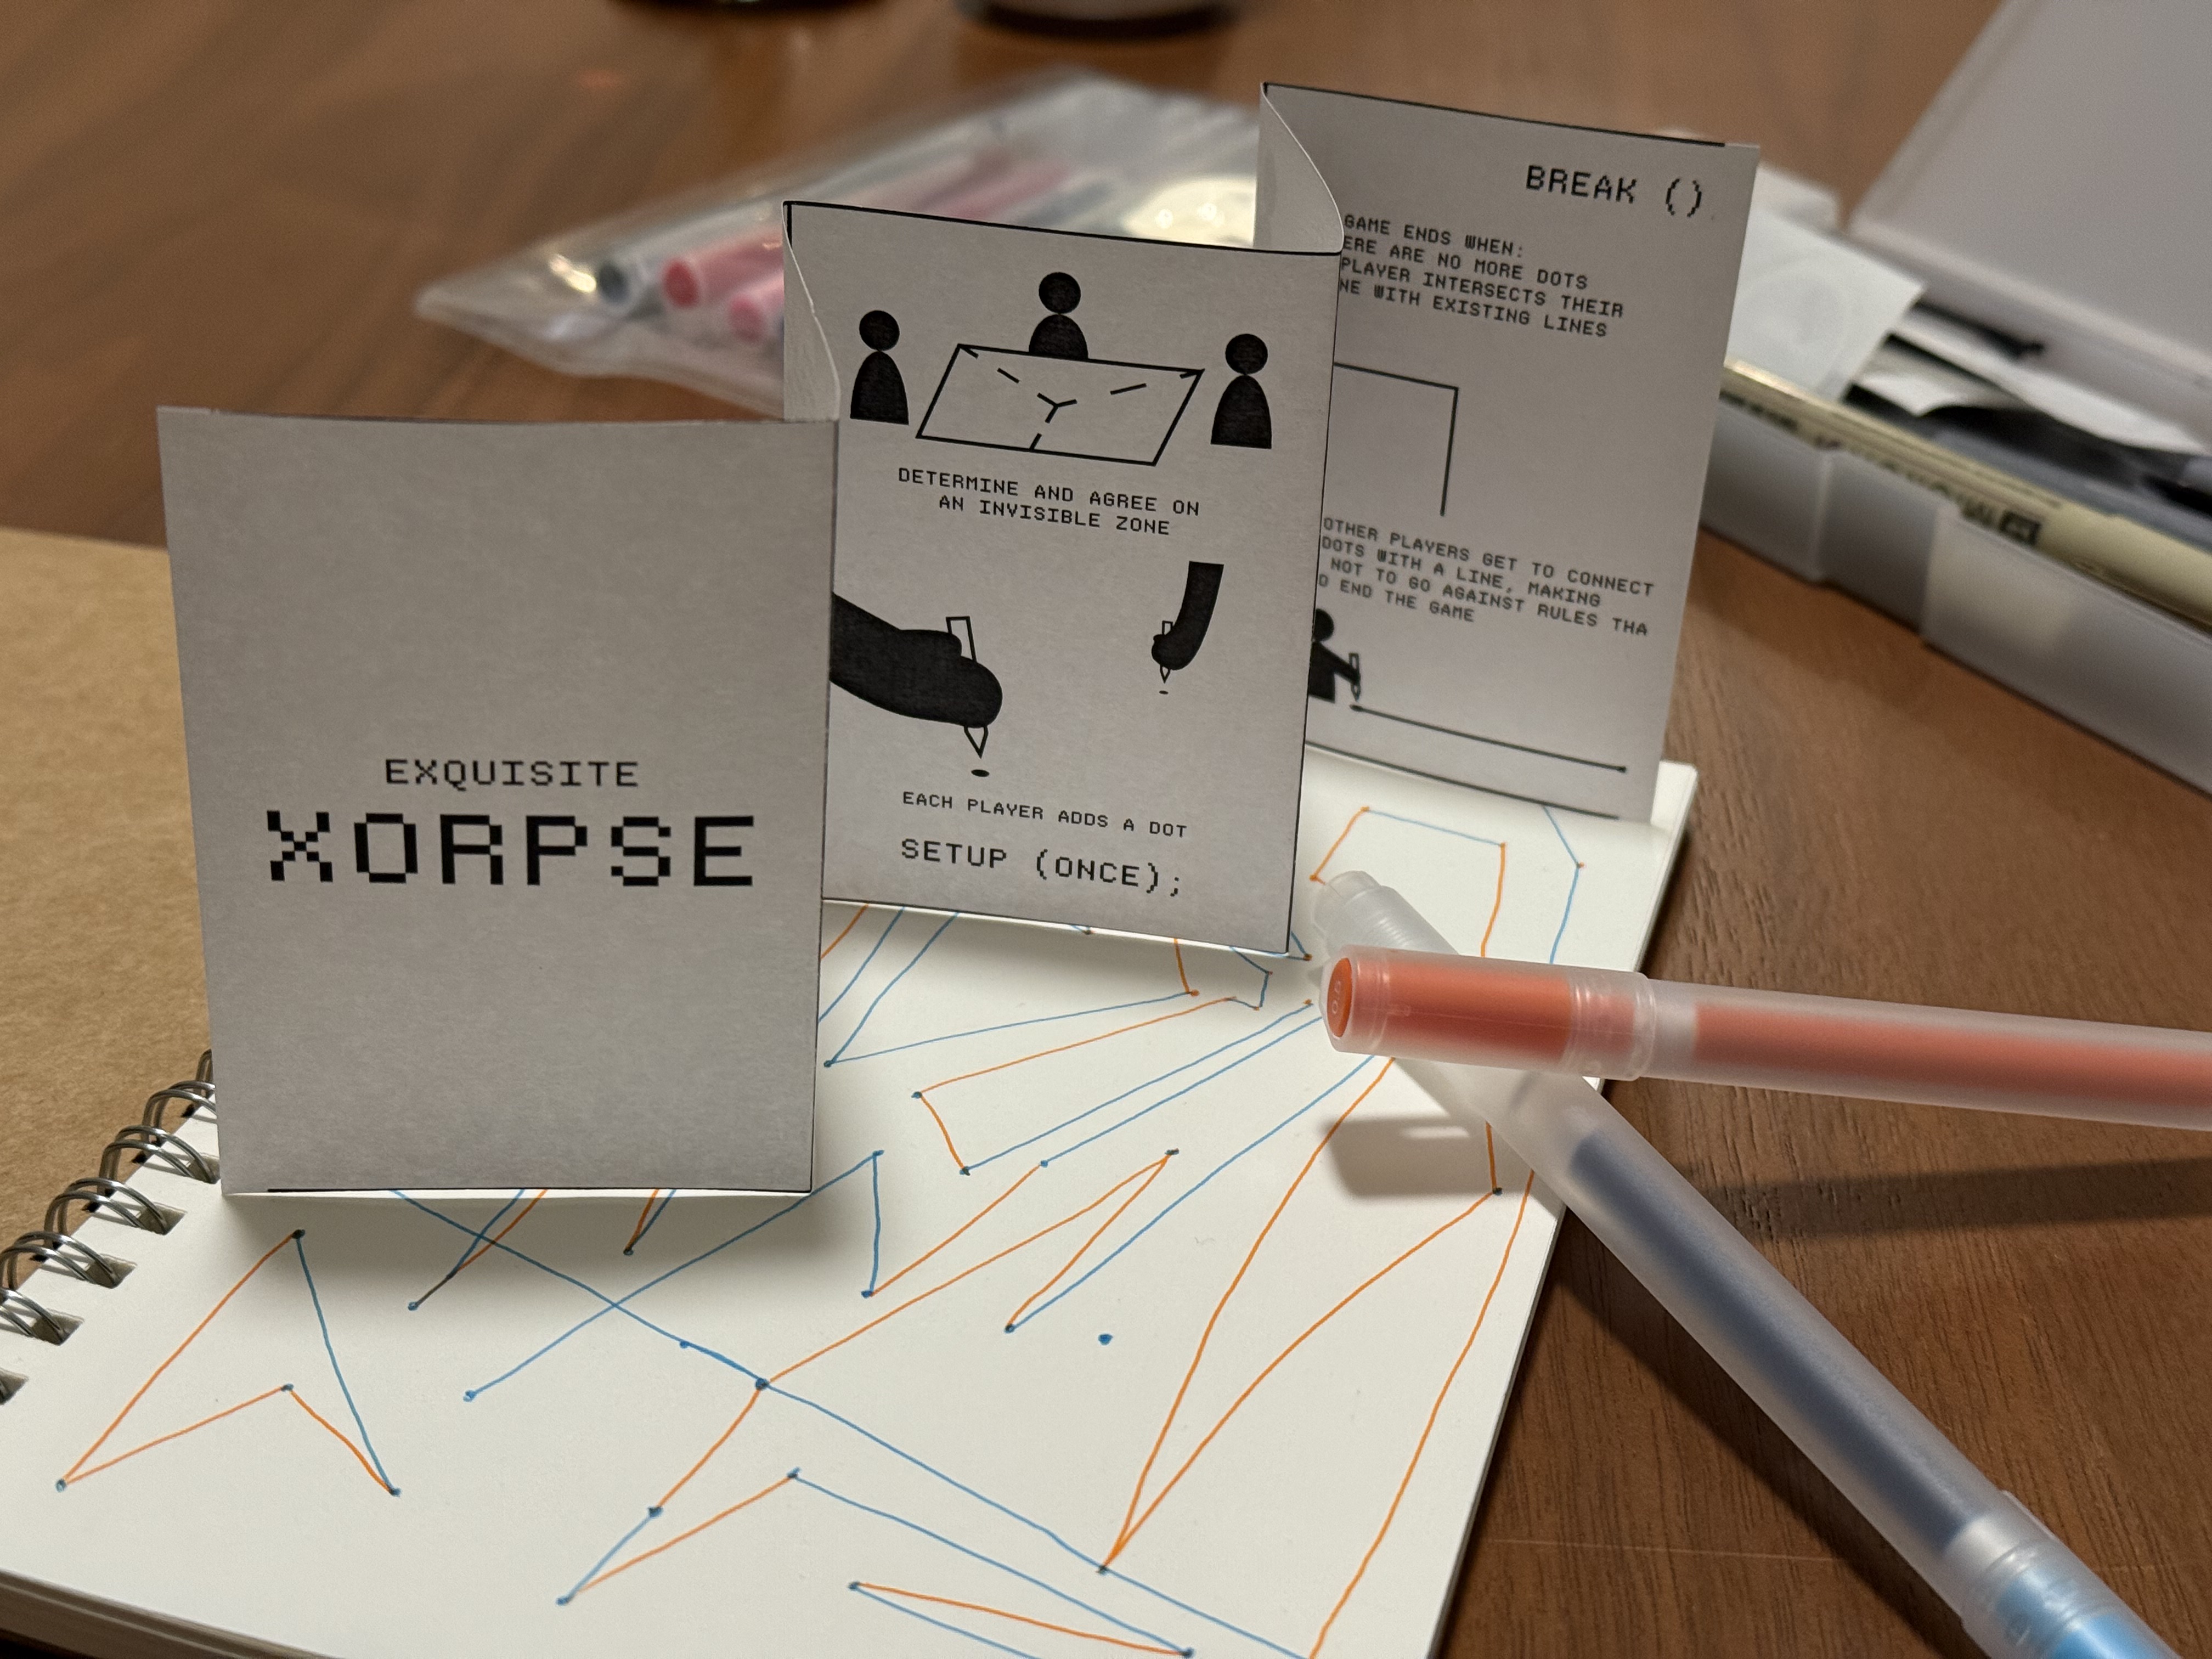 EXQUISITE
XORPSE
DETERMINE AND AGREE ON
AN INVISIBLE ZONE
EACH PLAYER ADDS A DOT
SETUP (ONCE);
BREAK ()
GAME ENDS WHEN:
ERE ARE NO MORE DOTS
PLAYER INTERSECTS THEIR
NE WITH EXISTING LINES
OTHER PLAYERS GET TO CONNECT
DOTS WITH A LINE, MAKING
NOT TO GO AGAINST RULES THA
D END THE GAME